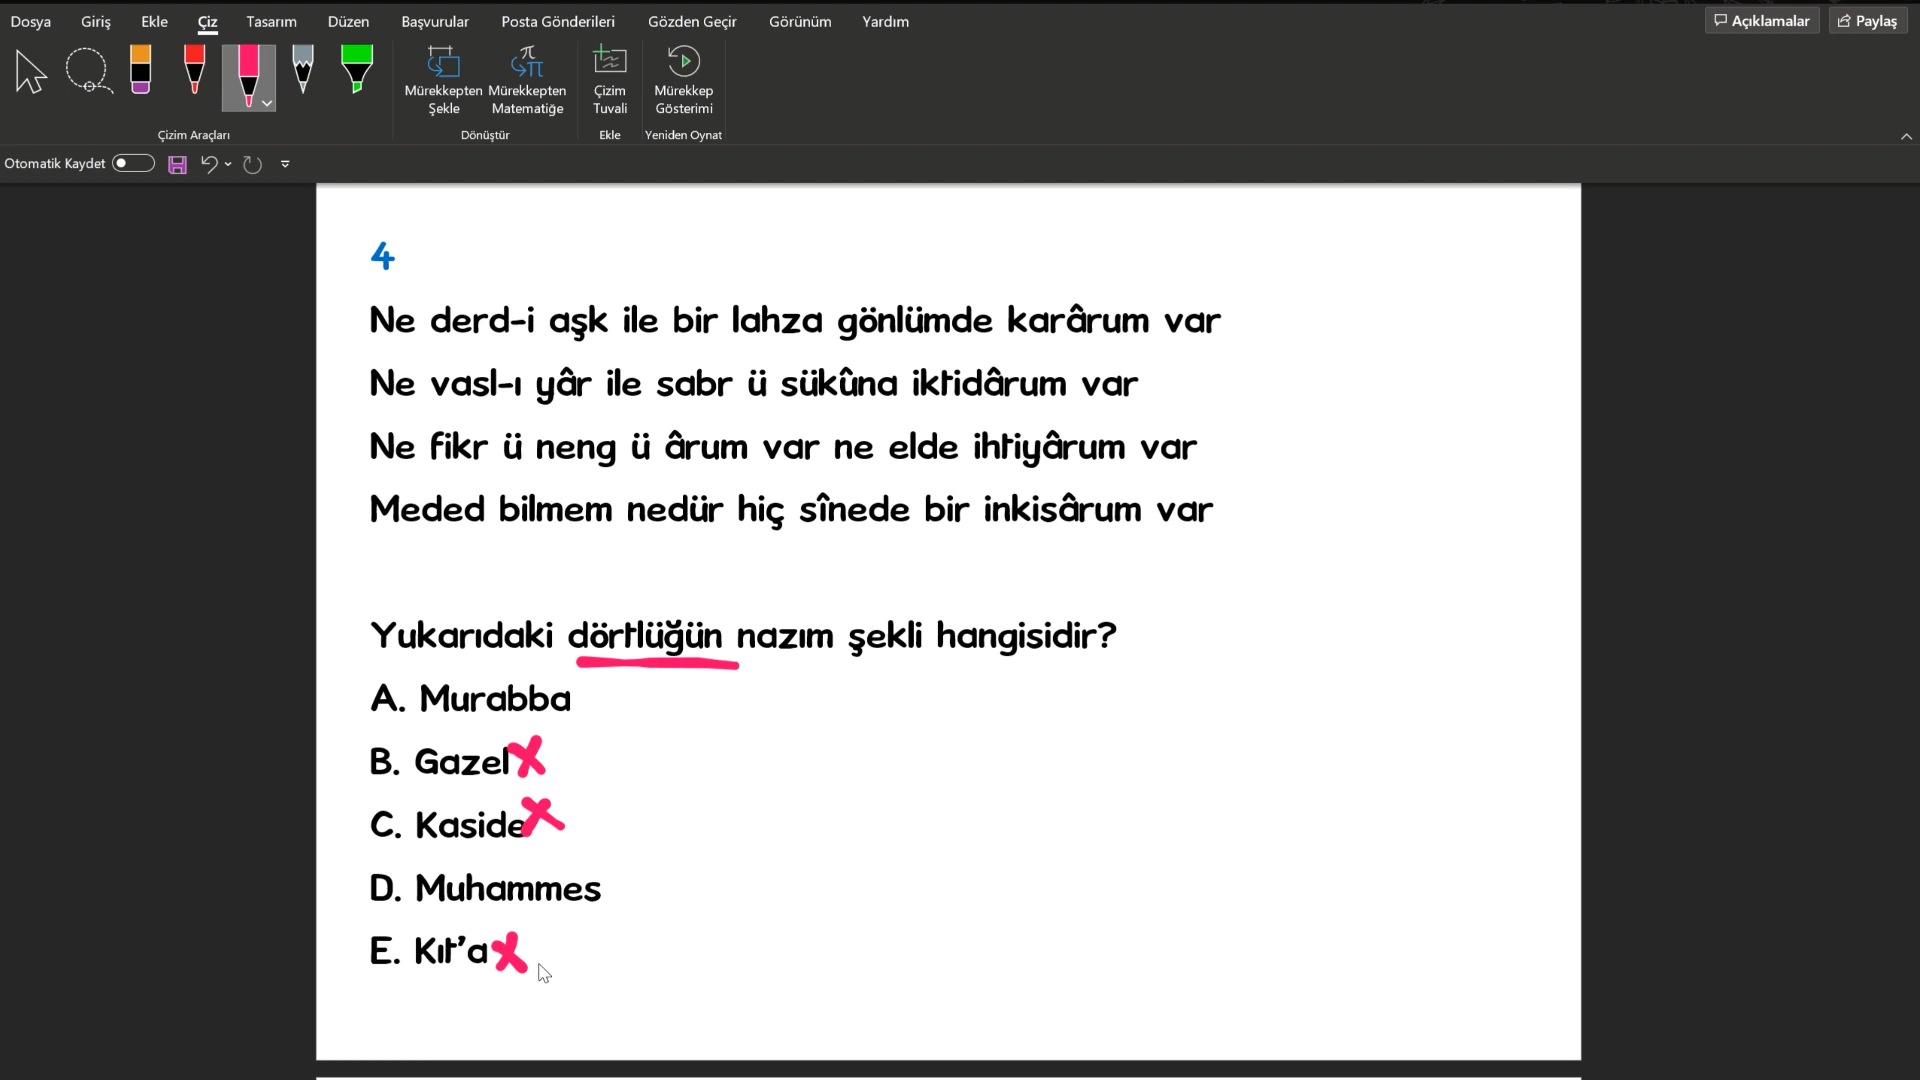 Dosya Giriş Ekle Çiz Tasarım Düzen Başvurular Posta Gönderileri Gözden Geçir Görünüm Yardım Açıklamalar Paylaş
Mürekkepten Şekle
Mürekkepten Matematiğe
Çizim Tuvali
Mürekkep Gösterimi
Çizim Araçları Dönüştür Ekle Yeniden Oynat
Otomatik Kaydet
4
Ne derd-i aşk ile bir lahza gönlümde karârum var
Ne vasl-ı yâr ile sabr ü sükûna iktidârum var
Ne fikr ü neng ü ârum var ne elde ihtiyârum var
Meded bilmem nedür hiç sînede bir inkisârum var
Yukarıdaki dörtlüğün nazım şekli hangisidir?
A. Murabba
B. Gazel
C. Kaside
D. Muhammes
E. Kıt’a